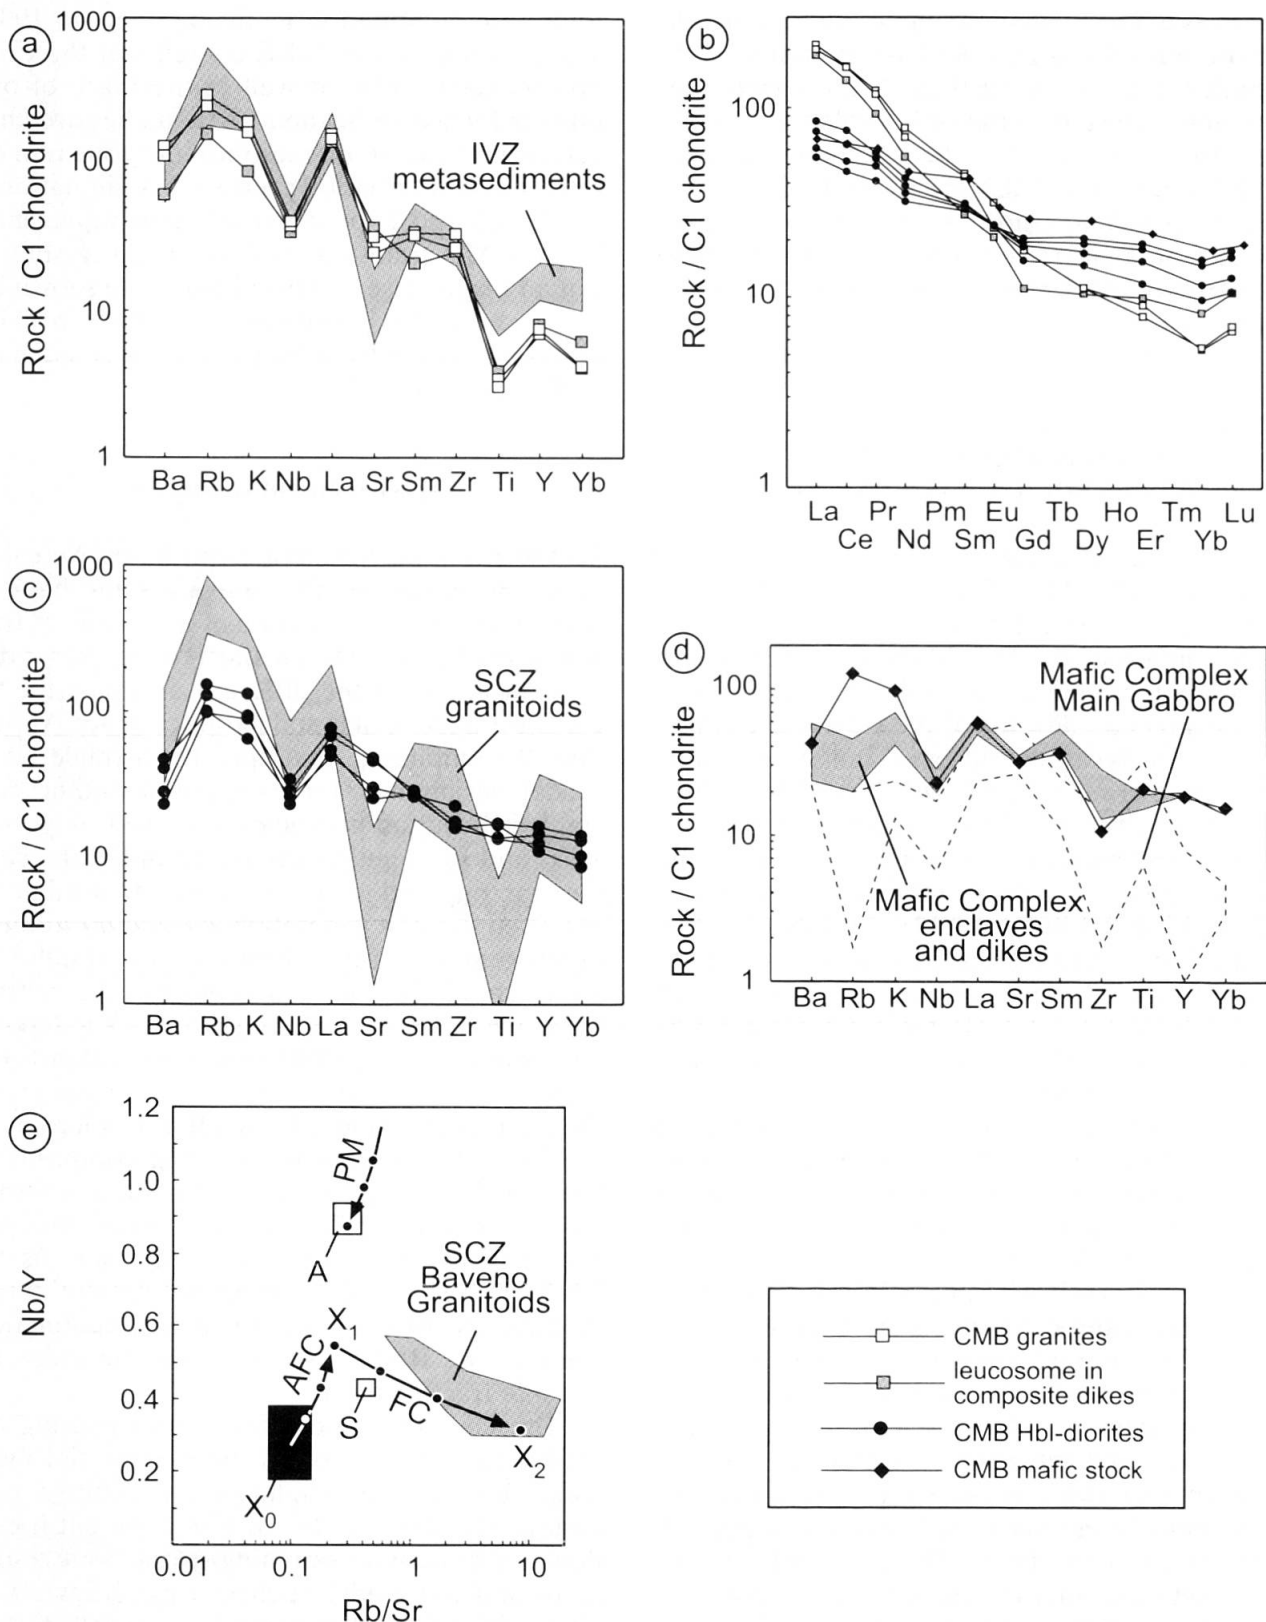 a
1000
100
10
1
Rock / C1 chondrite
IVZ
metasediments
Ba Rb K Nb La Sr Sm Zr Ti Y Yb
b
100
10
1
Rock / C1 chondrite
La Pr Pm Eu Tb Ho Tm Lu
Ce Nd Sm Gd Dy Er Yb
c
1000
100
10
1
Rock / C1 chondrite
SCZ
granitoids
Ba Rb K Nb La Sr Sm Zr Ti Y Yb
d
100
10
1
Rock / C1 chondrite
Mafic Complex
Main Gabbro
Mafic Complex
enclaves
and dikes
Ba Rb K Nb La Sr Sm Zr Ti Y Yb
e
1.2
1.0
0.8
0.6
0.4
0.2
Nb/Y
PM
A
X1
AFC
S
FC
X0
X2
SCZ
Baveno
Granitoids
0.01 0.1 1 10
Rb/Sr
CMB granites
leucosome in
composite dikes
CMB Hbl-diorites
CMB mafic stock